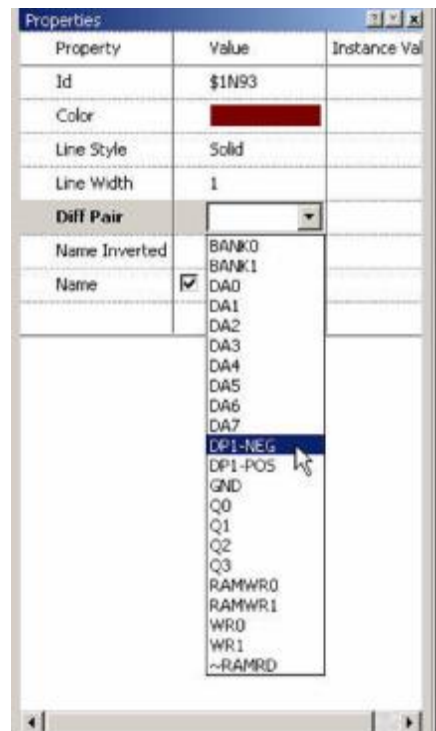 Properties
Property Value Instance Val
Id $1N93
Color
Line Style Solid
Line Width 1
Diff Pair
Name Inverted
Name
BANK0
BANK1
DA0
DA1
DA2
DA3
DA4
DA5
DA6
DA7
DP1-NEG
DP1-POS
GND
Q0
Q1
Q2
Q3
RAMWR0
RAMWR1
WR0
WR1
~RAMRD